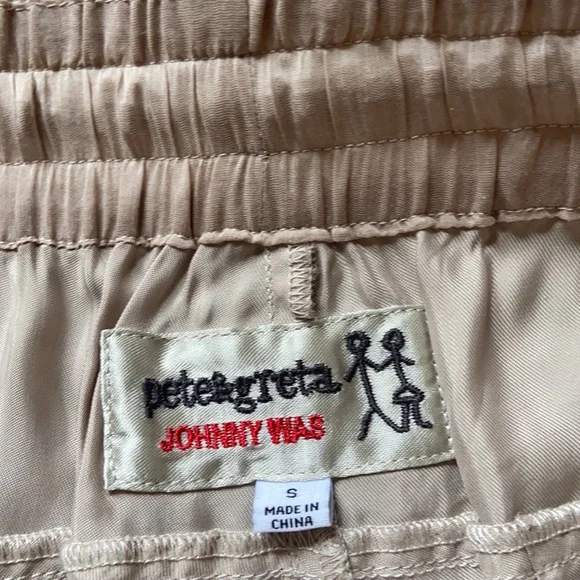 pete&greta
JOHNNY WAS
S
MADE IN
CHINA